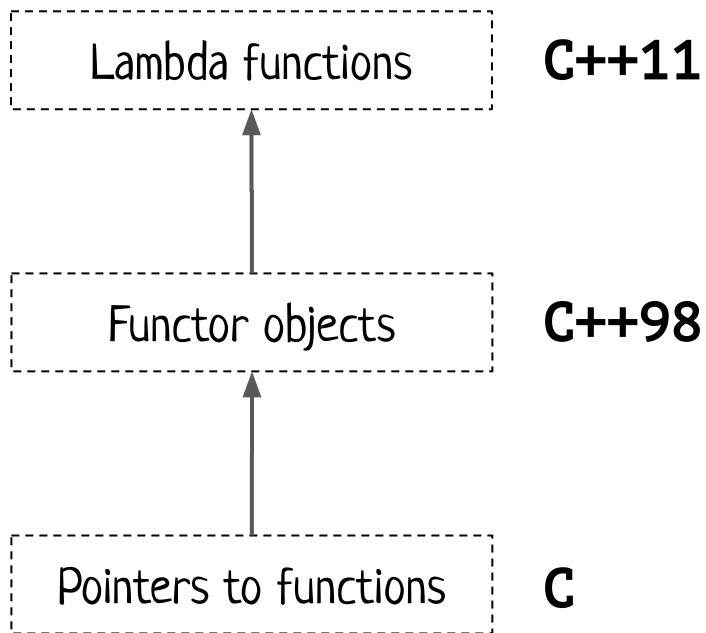 Lambda functions C++11
Functor objects C++98
Pointers to functions C